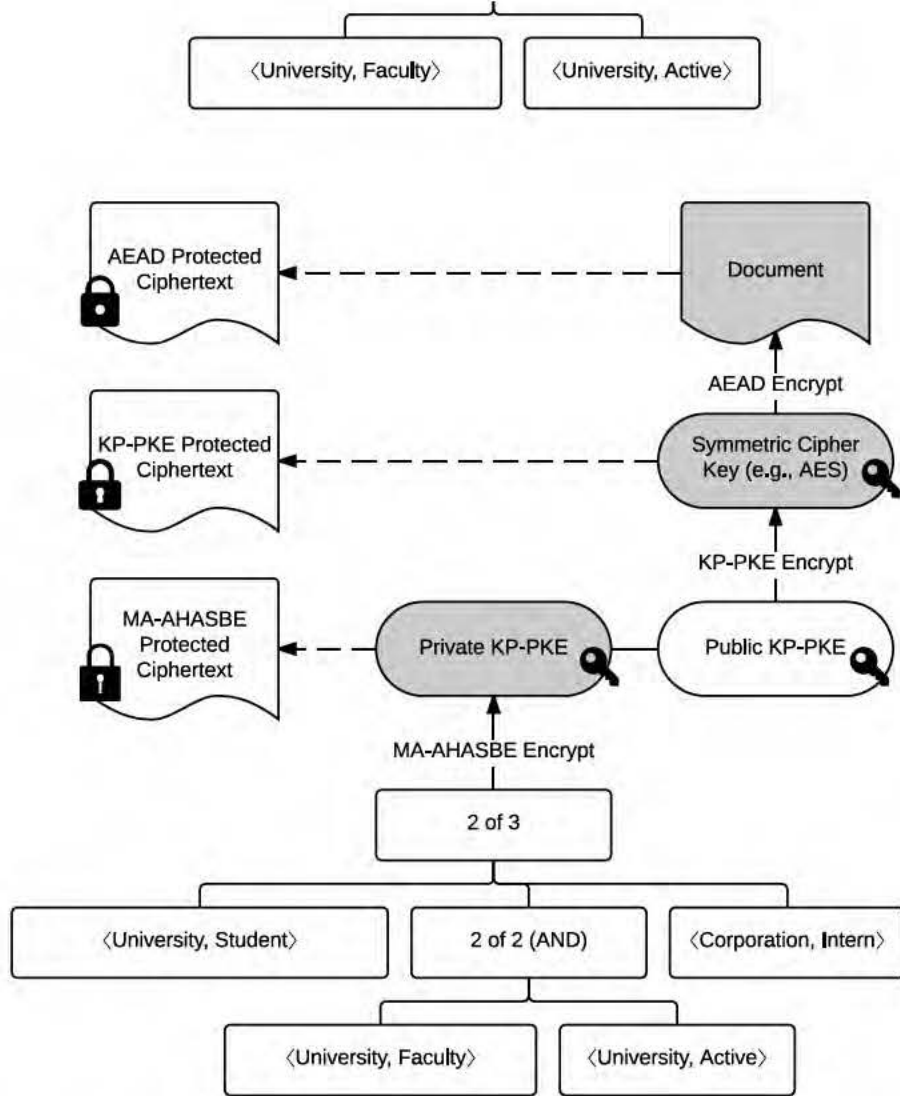 〈University, Faculty〉
〈University, Active〉
AEAD Protected
Ciphertext
Document
AEAD Encrypt
KP-PKE Protected
Ciphertext
Symmetric Cipher
Key (e.g., AES)
KP-PKE Encrypt
MA-AHASBE
Protected
Ciphertext
Private KP-PKE
Public KP-PKE
MA-AHASBE Encrypt
2 of 3
〈University, Student〉
2 of 2 (AND)
〈Corporation, Intern〉
〈University, Faculty〉
〈University, Active〉